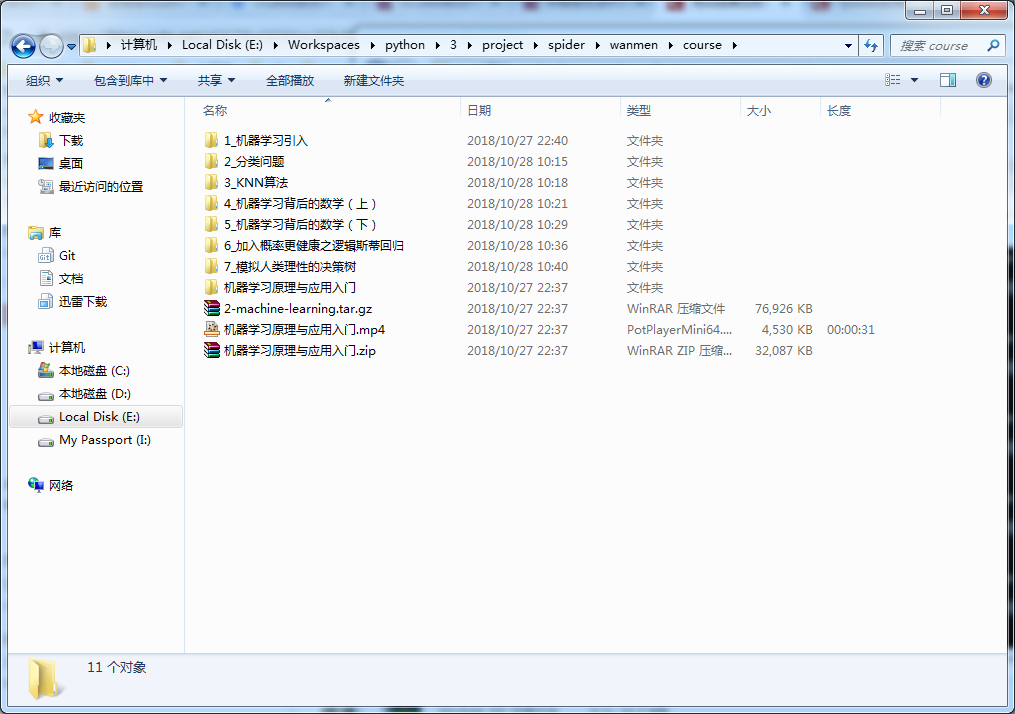 计算机 Local Disk (E:) Workspaces python 3 project spider wanmen course 搜索 course
组织 包含到库中 共享 全部播放 新建文件夹
名称 日期 类型 大小 长度
收藏夹
下载
桌面
最近访问的位置
库
Git
文档
迅雷下载
计算机
本地磁盘 (C:)
本地磁盘 (D:)
Local Disk (E:)
My Passport (I:)
网络
1_机器学习引入 2018/10/27 22:40 文件夹
2_分类问题 2018/10/28 10:15 文件夹
3_KNN算法 2018/10/28 10:18 文件夹
4_机器学习背后的数学（上） 2018/10/28 10:21 文件夹
5_机器学习背后的数学（下） 2018/10/28 10:29 文件夹
6_加入概率更健康之逻辑斯蒂回归 2018/10/28 10:36 文件夹
7_模拟人类理性的决策树 2018/10/28 10:40 文件夹
机器学习原理与应用入门 2018/10/27 22:37 文件夹
2-machine-learning.tar.gz 2018/10/27 22:37 WinRAR 压缩文件 76,926 KB
机器学习原理与应用入门.mp4 2018/10/27 22:37 PotPlayerMini64.... 4,530 KB 00:00:31
机器学习原理与应用入门.zip 2018/10/27 22:37 WinRAR ZIP 压缩... 32,087 KB
11 个对象